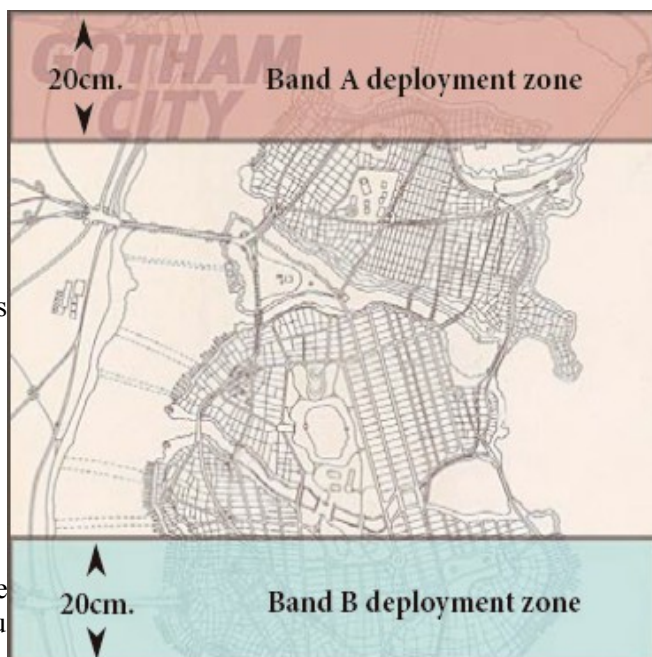 GOTHAM
CITY
20cm.
Band A deployment zone
s
e
u
20cm.
Band B deployment zone